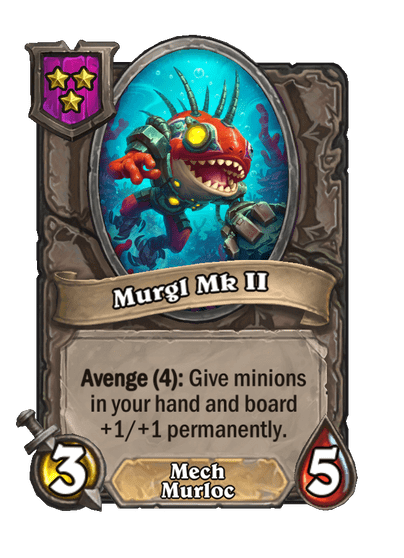 Murgl Mk II
Avenge (4): Give minions
in your hand and board
+1/+1 permanently.
3
Mech
Murloc
5